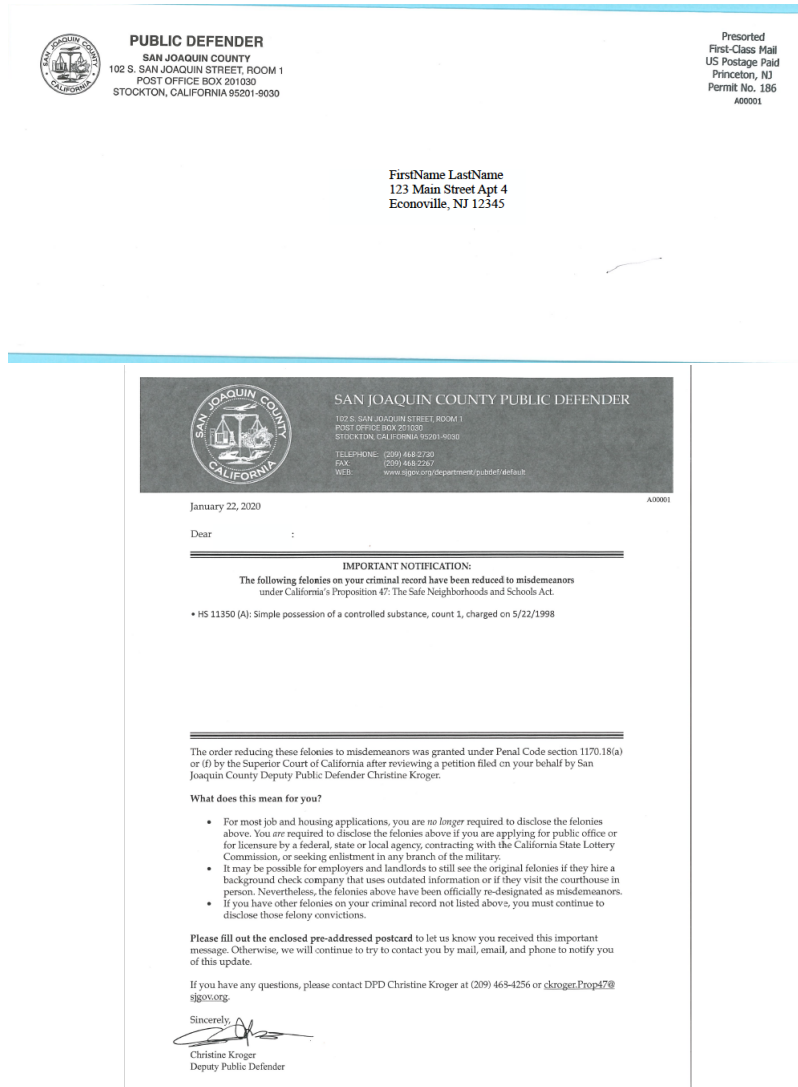 PUBLIC DEFENDER
SAN JOAQUIN COUNTY
102 S. SAN JOAQUIN STREET, ROOM 1
POST OFFICE BOX 201030
STOCKTON, CALIFORNIA 95201-9030
SAN JOAQUIN COUNTY
CALIFORNIA
Presorted
First-Class Mail
US Postage Paid
Princeton, NJ
Permit No. 186
A00001
FirstName LastName
123 Main Street Apt 4
Econoville, NJ 12345
SAN JOAQUIN COUNTY
CALIFORNIA
SAN JOAQUIN COUNTY PUBLIC DEFENDER
102 S. SAN JOAQUIN STREET, ROOM 1
POST OFFICE BOX 201030
STOCKTON, CALIFORNIA 95201-9030
TELEPHONE: (209) 468-2730
FAX: (209) 468-2267
WEB: www.sjgov.org/department/pubdef/default
A00001
January 22, 2020
Dear :
IMPORTANT NOTIFICATION:
The following felonies on your criminal record have been reduced to misdemeanors
under California's Proposition 47: The Safe Neighborhoods and Schools Act.
• HS 11350 (A): Simple possession of a controlled substance, count 1, charged on 5/22/1998
The order reducing these felonies to misdemeanors was granted under Penal Code section 1170.18(a)
or (f) by the Superior Court of California after reviewing a petition filed on your behalf by San
Joaquin County Deputy Public Defender Christine Kroger.
What does this mean for you?
• For most job and housing applications, you are no longer required to disclose the felonies
above. You are required to disclose the felonies above if you are applying for public office or
for licensure by a federal, state or local agency, contracting with the California State Lottery
Commission, or seeking enlistment in any branch of the military.
• It may be possible for employers and landlords to still see the original felonies if they hire a
background check company that uses outdated information or if they visit the courthouse in
person. Nevertheless, the felonies above have been officially re-designated as misdemeanors.
• If you have other felonies on your criminal record not listed above, you must continue to
disclose those felony convictions.
Please fill out the enclosed pre-addressed postcard to let us know you received this important
message. Otherwise, we will continue to try to contact you by mail, email, and phone to notify you
of this update.
If you have any questions, please contact DPD Christine Kroger at (209) 468-4256 or ckroger.Prop47@
sjgov.org.
Sincerely,
Christine Kroger
Deputy Public Defender